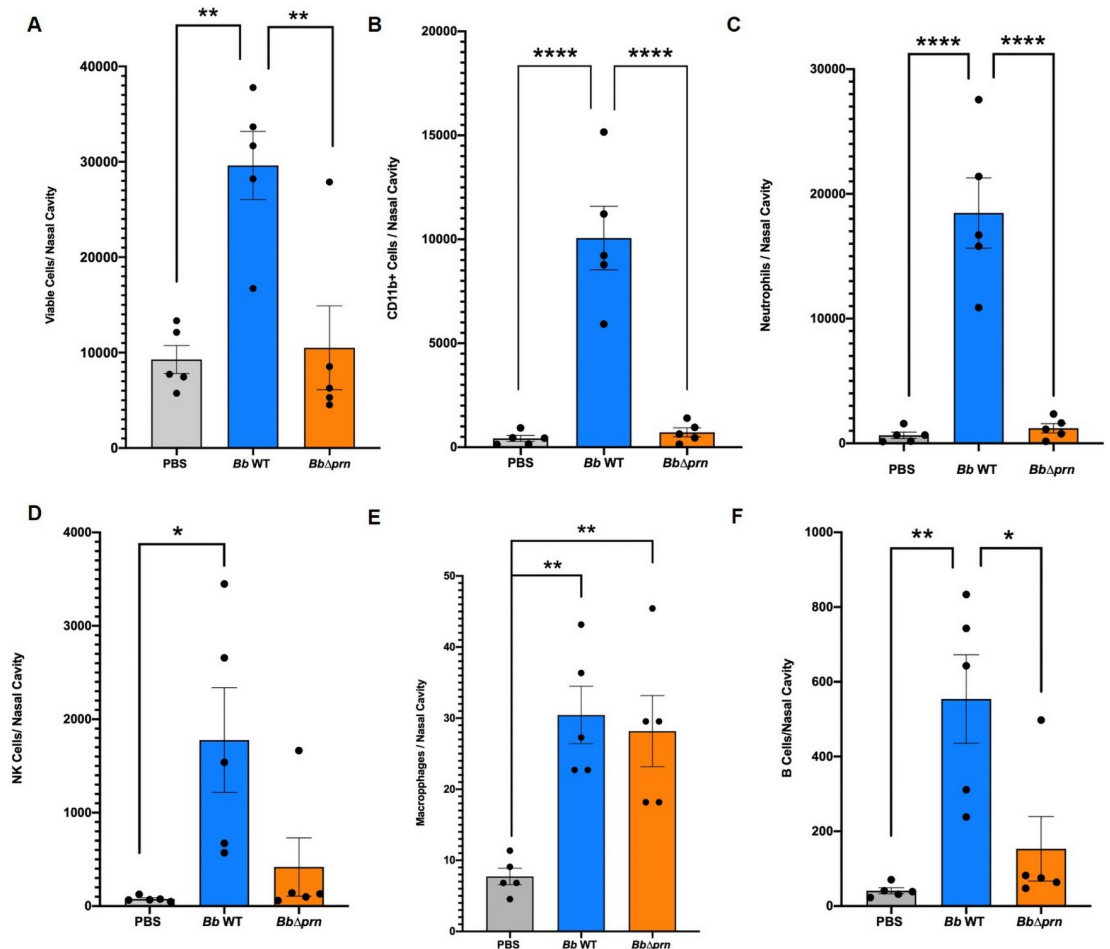 A
** **
Viable Cells/ Nasal Cavity
40000
30000
20000
10000
0
PBS Bb WT BbΔprn
B
**** ****
CD11b+ Cells / Nasal Cavity
20000
15000
10000
5000
0
PBS Bb WT BbΔprn
C
**** ****
Neutrophils / Nasal Cavity
30000
20000
10000
0
PBS Bb WT BbΔprn
D
*
NK Cells/ Nasal Cavity
4000
3000
2000
1000
0
PBS Bb WT BbΔprn
E
**
**
Macropphages / Nasal Cavity
50
40
30
20
10
0
PBS Bb WT BbΔprn
F
** *
B Cells/Nasal Cavity
1000
800
600
400
200
0
PBS Bb WT BbΔprn